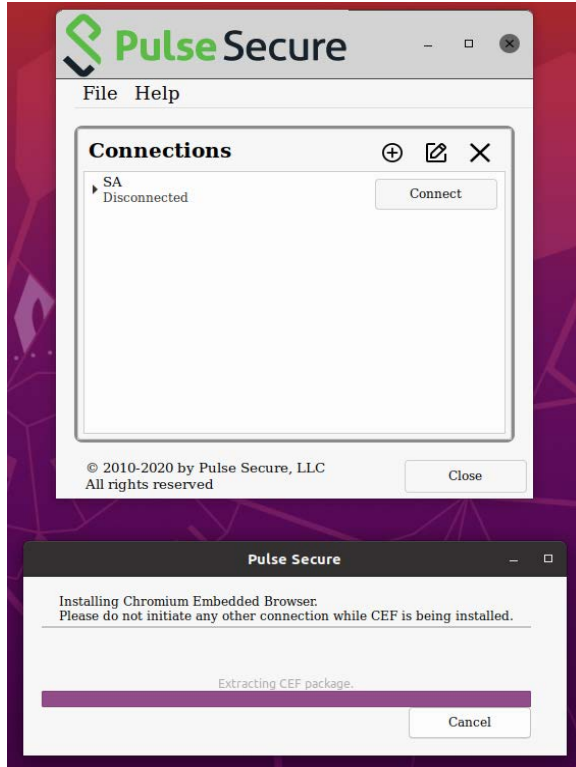 Pulse Secure
File Help
Connections
SA
Disconnected
Connect
© 2010-2020 by Pulse Secure, LLC
All rights reserved
Close
Pulse Secure
Installing Chromium Embedded Browser.
Please do not initiate any other connection while CEF is being installed.
Extracting CEF package.
Cancel